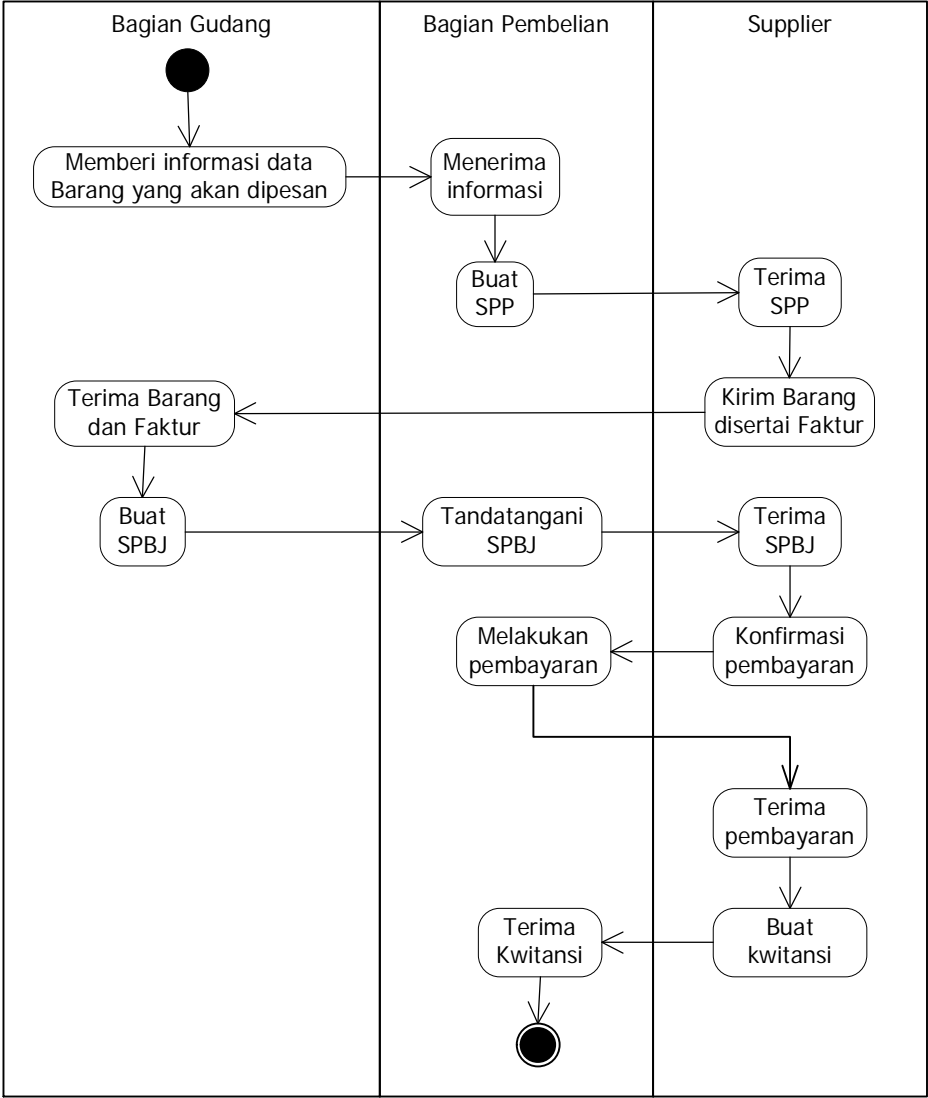 Bagian Gudang
Bagian Pembelian
Supplier
Memberi informasi data
Barang yang akan dipesan
Menerima
informasi
Buat
SPP
Terima
SPP
Kirim Barang
disertai Faktur
Terima Barang
dan Faktur
Buat
SPBJ
Tandatangani
SPBJ
Terima
SPBJ
Konfirmasi
pembayaran
Melakukan
pembayaran
Terima
pembayaran
Buat
kwitansi
Terima
Kwitansi